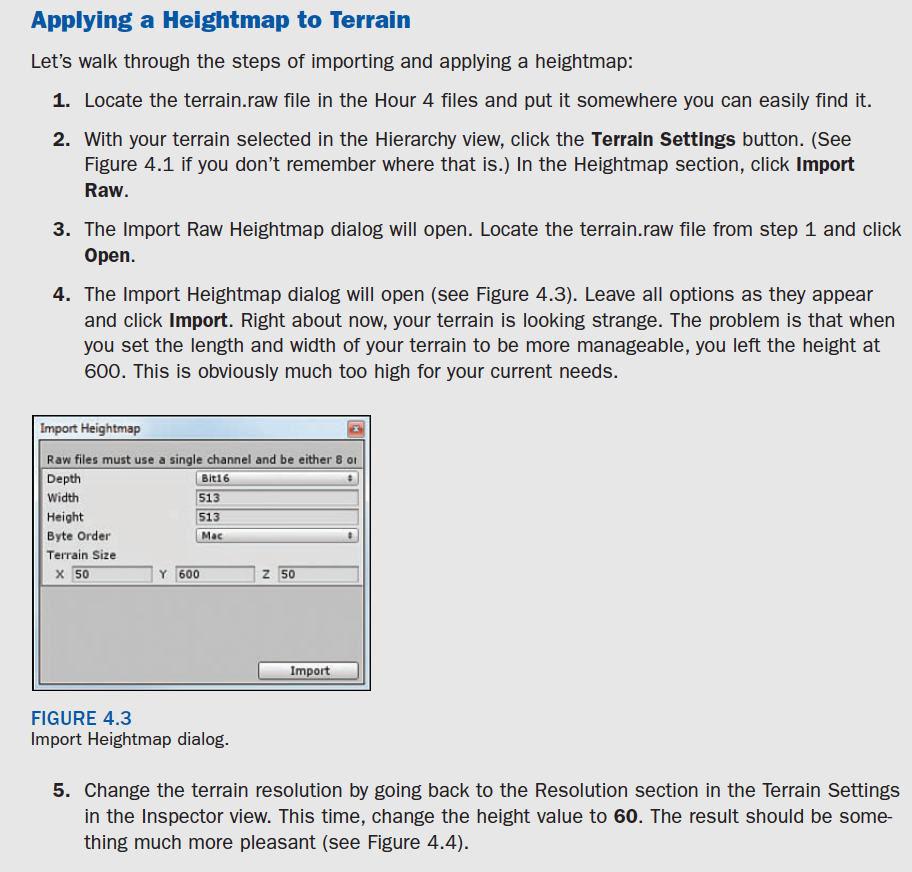 Applying a Heightmap to Terrain
Let's walk through the steps of importing and applying a heightmap:
1. Locate the terrain.raw file in the Hour 4 files and put it somewhere you can easily find it.
2. With your terrain selected in the Hierarchy view, click the Terrain Settings button. (See
Figure 4.1 if you don't remember where that is.) In the Heightmap section, click Import
Raw.
3. The Import Raw Heightmap dialog will open. Locate the terrain.raw file from step 1 and click
Open.
4. The Import Heightmap dialog will open (see Figure 4.3). Leave all options as they appear
and click Import. Right about now, your terrain is looking strange. The problem is that when
you set the length and width of your terrain to be more manageable, you left the height at
600. This is obviously much too high for your current needs.
Import Heightmap
Raw files must use a single channel and be either 8 or
Depth Bit16
Width 513
Height 513
Byte Order Mac
Terrain Size
X 50 Y 600 Z 50
Import
FIGURE 4.3
Import Heightmap dialog.
5. Change the terrain resolution by going back to the Resolution section in the Terrain Settings
in the Inspector view. This time, change the height value to 60. The result should be some-
thing much more pleasant (see Figure 4.4).